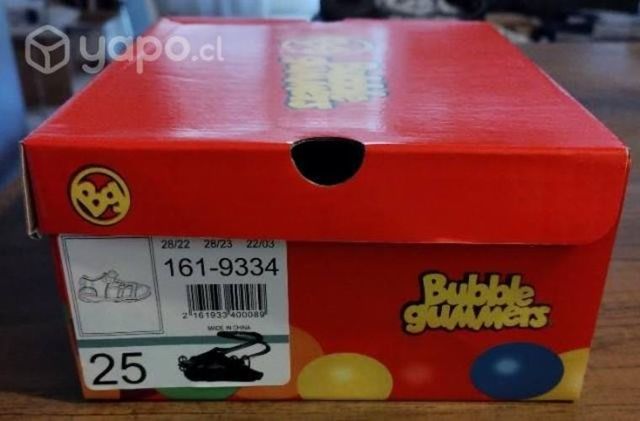 yapo.cl
Bubble
gummers
Bg
28/22 28/23 22/03
161-9334
2 161933 400089
MADE IN CHINA
25
Bubble
gummers